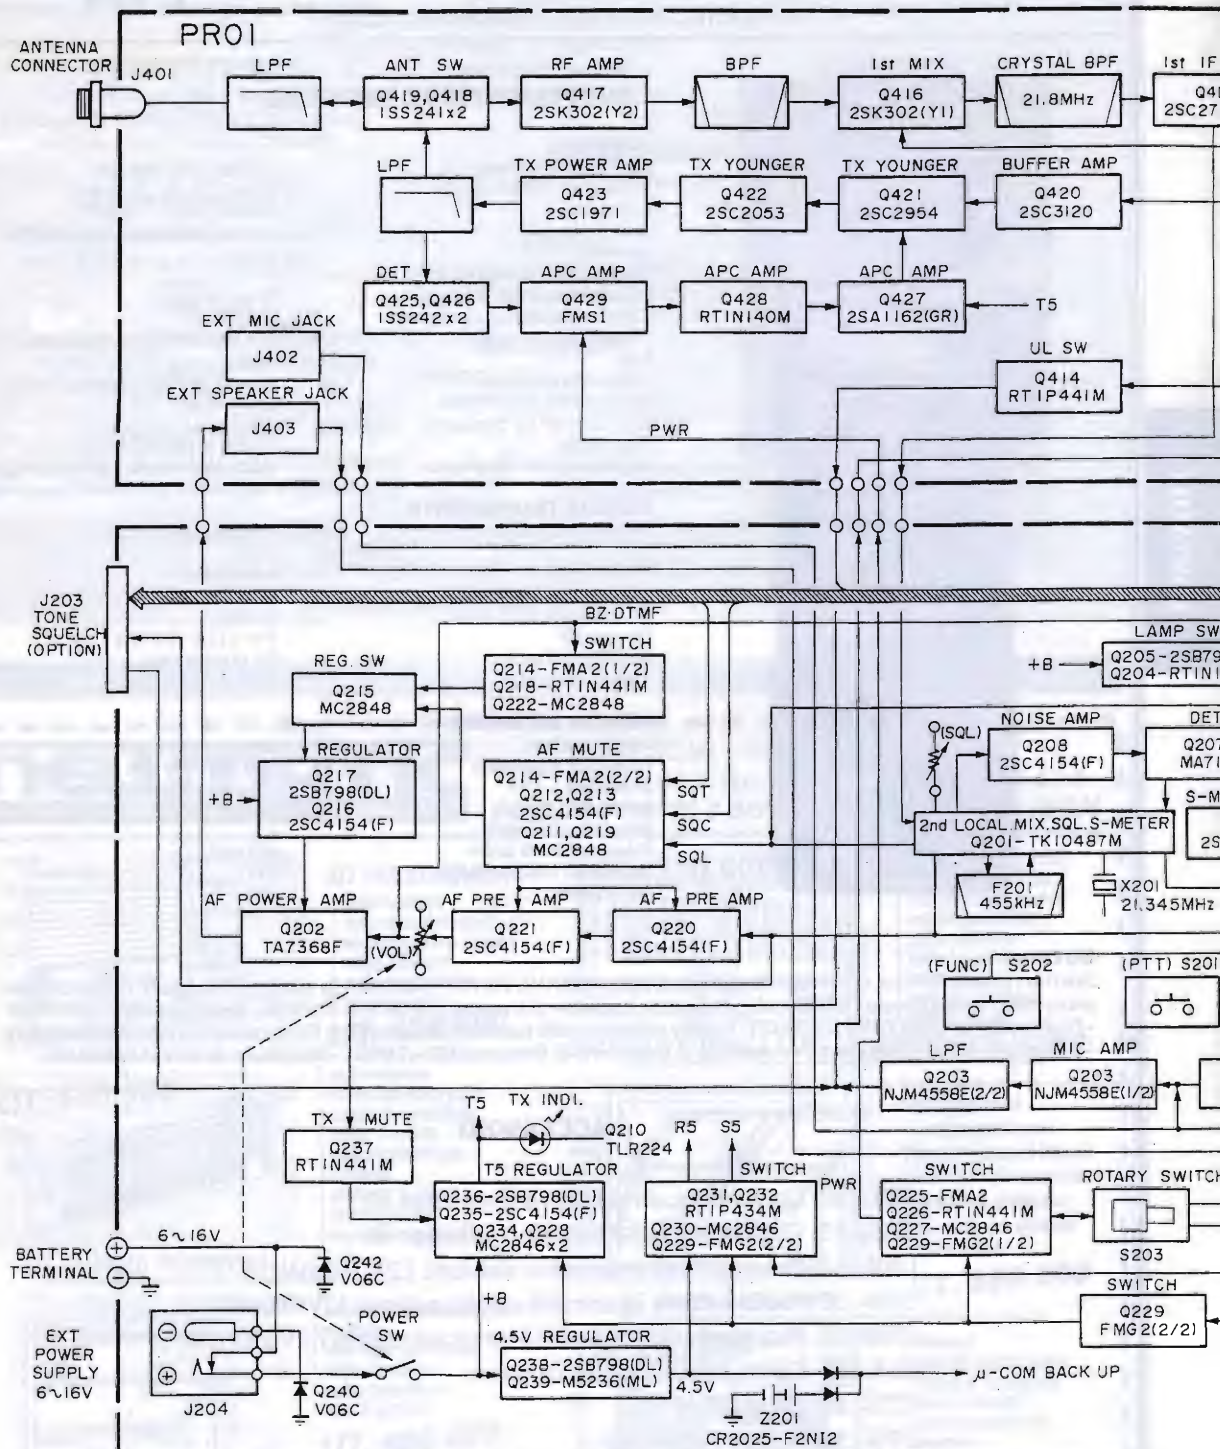 PRO1
ANTENNA
CONNECTOR
J401
LPF
ANT SW
Q419,Q418
1SS241x2
RF AMP
Q417
2SK302(Y2)
BPF
1st MIX
Q416
2SK302(Y1)
CRYSTAL BPF
21.8MHz
1st IF
2SC27
LPF
TX POWER AMP
Q423
2SC1971
TX YOUNGER
Q422
2SC2053
TX YOUNGER
Q421
2SC2954
BUFFER AMP
Q420
2SC3120
DET
Q425,Q426
1SS242x2
APC AMP
Q429
FMS1
APC AMP
Q428
RT1N140M
APC AMP
Q427
2SA1162(GR)
T5
EXT MIC JACK
J402
UL SW
Q414
RT1P441M
EXT SPEAKER JACK
J403
PWR
J203
TONE
SQUELCH
(OPTION)
BZ·DTMF
SWITCH
Q214-FMA2(1/2)
Q218-RT1N441M
Q222-MC2848
REG. SW
Q215
MC2848
LAMP SW
+B
Q205-2SB79
Q204-RT1N1
REGULATOR
Q217
2SB798(DL)
Q216
2SC4154(F)
+B
AF MUTE
Q214-FMA2(2/2)
Q212,Q213
2SC4154(F)
Q211,Q219
MC2848
SQT
SQC
SQL
(SQL)
NOISE AMP
Q208
2SC4154(F)
DET
Q207
MA71
S-M
2S
2nd LOCAL.MIX.SQL.S-METER
Q201-TK10487M
F201
455kHz
X201
21.345MHz
AF POWER AMP
Q202
TA7368F
(VOL)
AF PRE AMP
Q221
2SC4154(F)
AF PRE AMP
Q220
2SC4154(F)
(FUNC) S202
(PTT) S201
LPF
Q203
NJM4558E(2/2)
MIC AMP
Q203
NJM4558E(1/2)
TX MUTE
Q237
RT1N441M
T5
TX INDI.
Q210
TLR224
R5
S5
T5 REGULATOR
Q236-2SB798(DL)
Q235-2SC4154(F)
Q234,Q228
MC2846x2
SWITCH
Q231,Q232
RT1P434M
Q230-MC2846
Q229-FMG2(2/2)
PWR
SWITCH
Q225-FMA2
Q226-RT1N441M
Q227-MC2846
Q229-FMG2(1/2)
ROTARY SWITCH
S203
BATTERY
TERMINAL
+
−
6~16V
Q242
V06C
SWITCH
Q229
FMG2(2/2)
+B
EXT
POWER
SUPPLY
6~16V
−
+
J204
Q240
V06C
POWER
SW
4.5V REGULATOR
Q238-2SB798(DL)
Q239-M5236(ML)
4.5V
µ-COM BACK UP
Z201
CR2025-F2N12